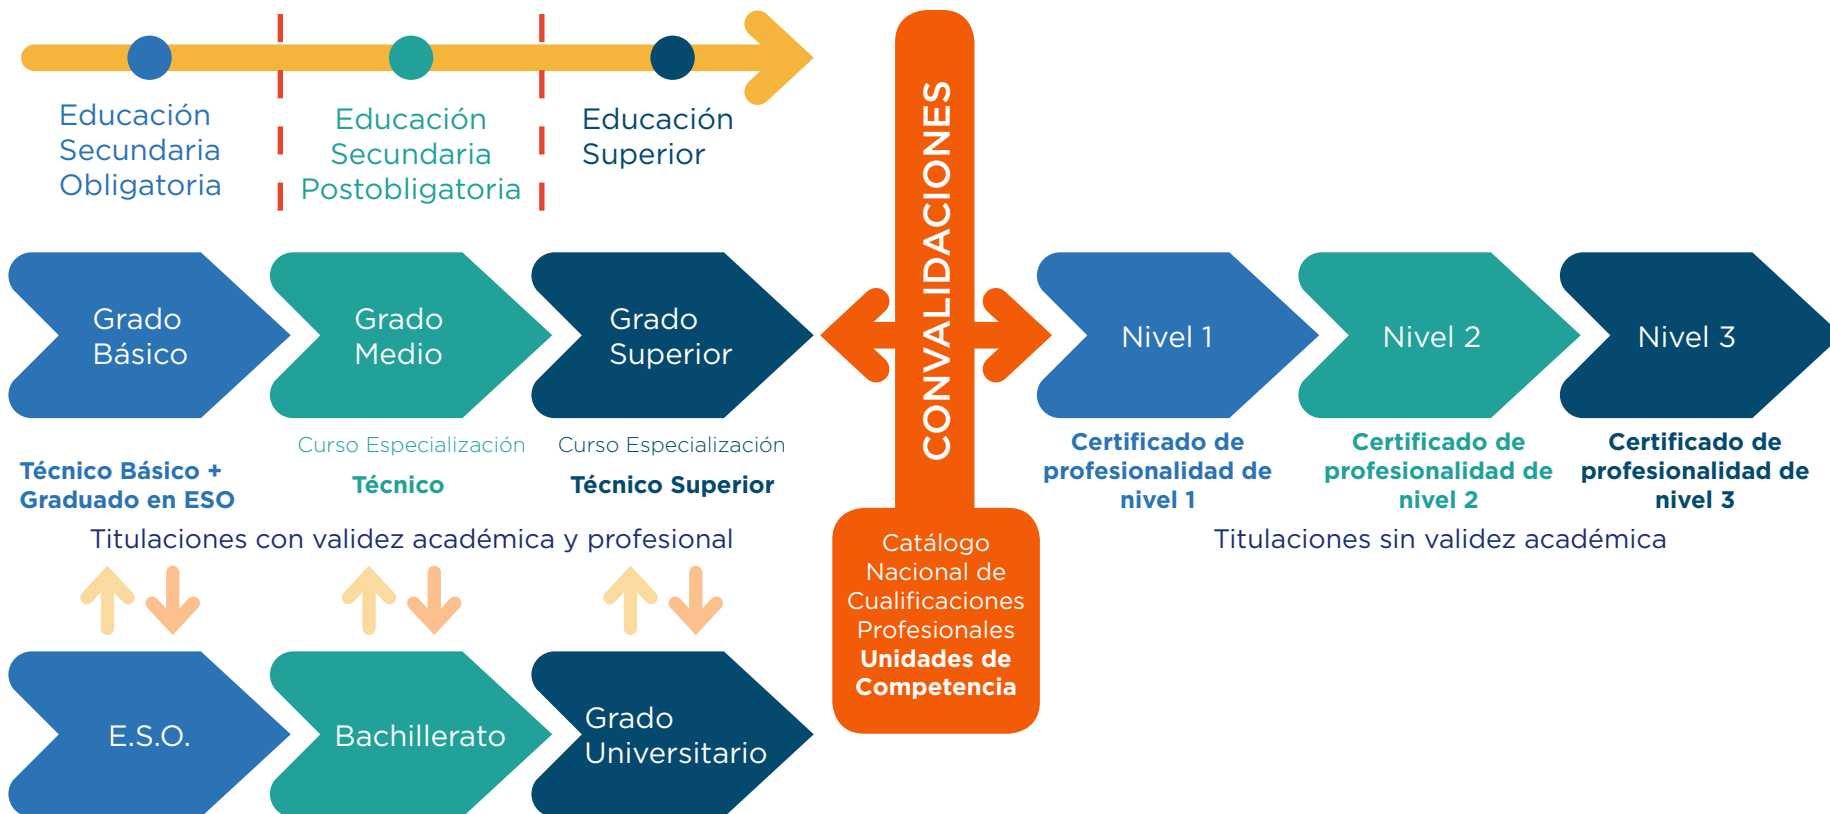 Educación
Secundaria
Obligatoria
Educación
Secundaria
Postobligatoria
Educación
Superior
Grado
Básico
Grado
Medio
Grado
Superior
Técnico Básico +
Graduado en ESO
Curso Especialización
Técnico
Curso Especialización
Técnico Superior
Titulaciones con validez académica y profesional
E.S.O.
Bachillerato
Grado
Universitario
CONVALIDACIONES
Catálogo
Nacional de
Cualificaciones
Profesionales
Unidades de
Competencia
Nivel 1
Nivel 2
Nivel 3
Certificado de
profesionalidad de
nivel 1
Certificado de
profesionalidad de
nivel 2
Certificado de
profesionalidad de
nivel 3
Titulaciones sin validez académica